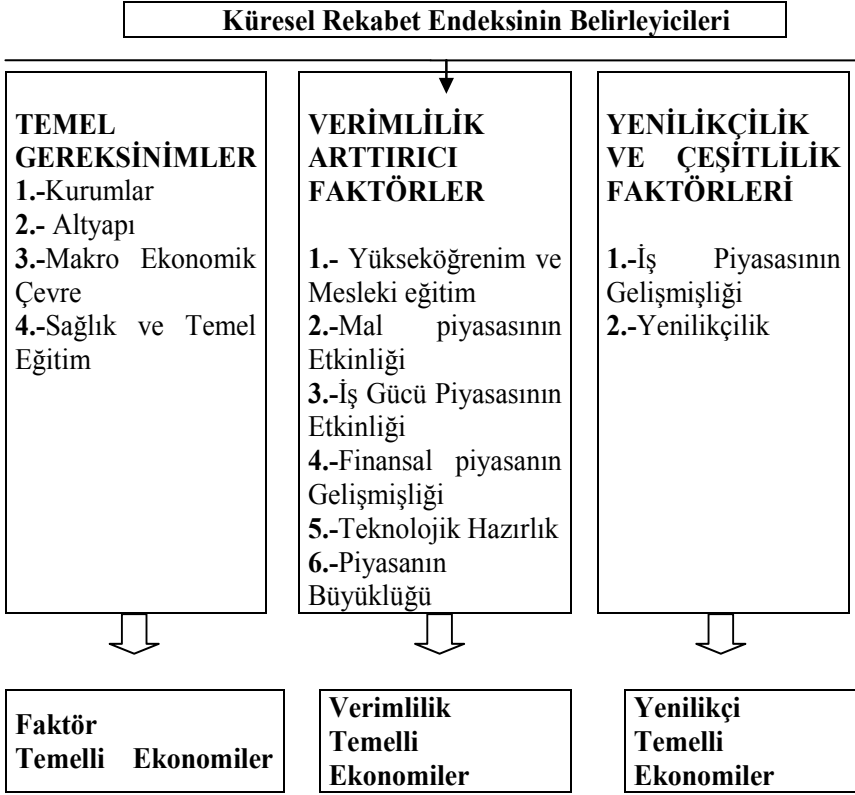 Küresel Rekabet Endeksinin Belirleyicileri
TEMEL
GEREKSİNİMLER
1.-Kurumlar
2.- Altyapı
3.-Makro Ekonomik
Çevre
4.-Sağlık ve Temel
Eğitim
VERİMLİLİK
ARTTIRICI
FAKTÖRLER
1.- Yükseköğrenim ve
Mesleki eğitim
2.-Mal piyasasının
Etkinliği
3.-İş Gücü Piyasasının
Etkinliği
4.-Finansal piyasanın
Gelişmişliği
5.-Teknolojik Hazırlık
6.-Piyasanın
Büyüklüğü
YENİLİKÇİLİK
VE ÇEŞİTLİLİK
FAKTÖRLERİ
1.-İş Piyasasının
Gelişmişliği
2.-Yenilikçilik
Faktör
Temelli Ekonomiler
Verimlilik
Temelli
Ekonomiler
Yenilikçi
Temelli
Ekonomiler